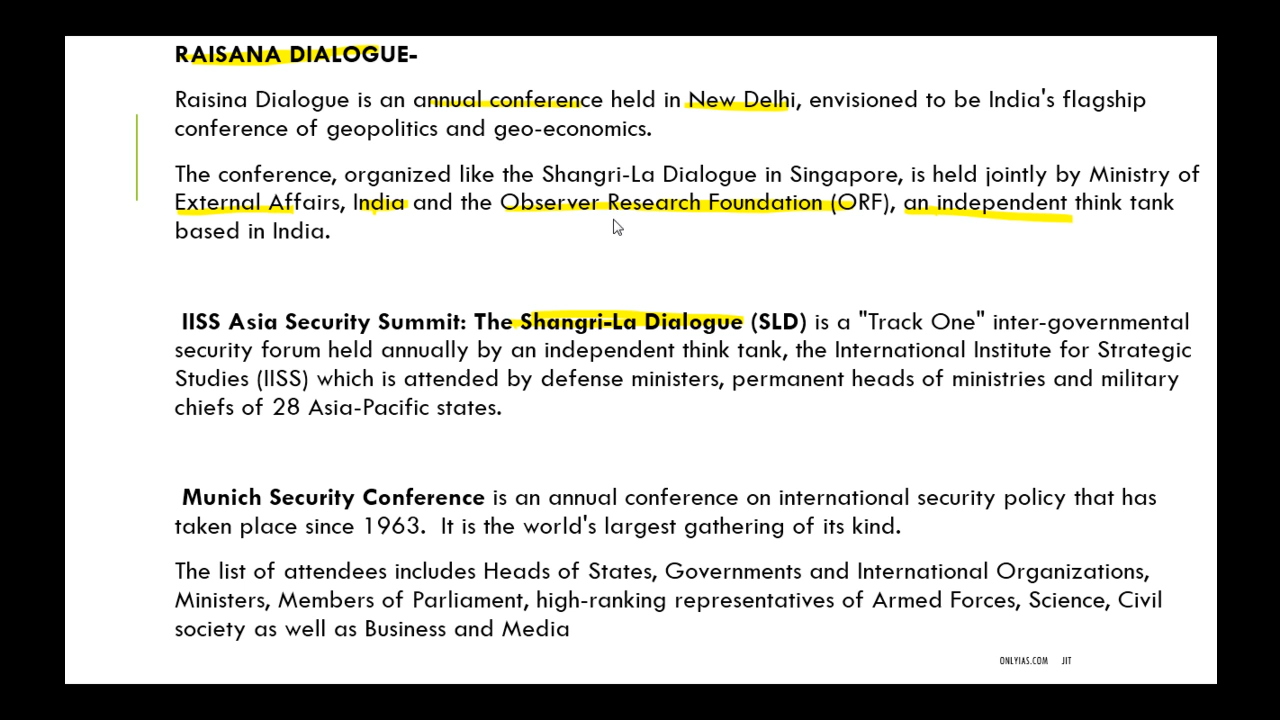 RAISANA DIALOGUE-
Raisina Dialogue is an annual conference held in New Delhi, envisioned to be India's flagship
conference of geopolitics and geo-economics.
The conference, organized like the Shangri-La Dialogue in Singapore, is held jointly by Ministry of
External Affairs, India and the Observer Research Foundation (ORF), an independent think tank
based in India.
IISS Asia Security Summit: The Shangri-La Dialogue (SLD) is a "Track One" inter-governmental
security forum held annually by an independent think tank, the International Institute for Strategic
Studies (IISS) which is attended by defense ministers, permanent heads of ministries and military
chiefs of 28 Asia-Pacific states.
Munich Security Conference is an annual conference on international security policy that has
taken place since 1963. It is the world's largest gathering of its kind.
The list of attendees includes Heads of States, Governments and International Organizations,
Ministers, Members of Parliament, high-ranking representatives of Armed Forces, Science, Civil
society as well as Business and Media
ONLYIAS.COM JIT